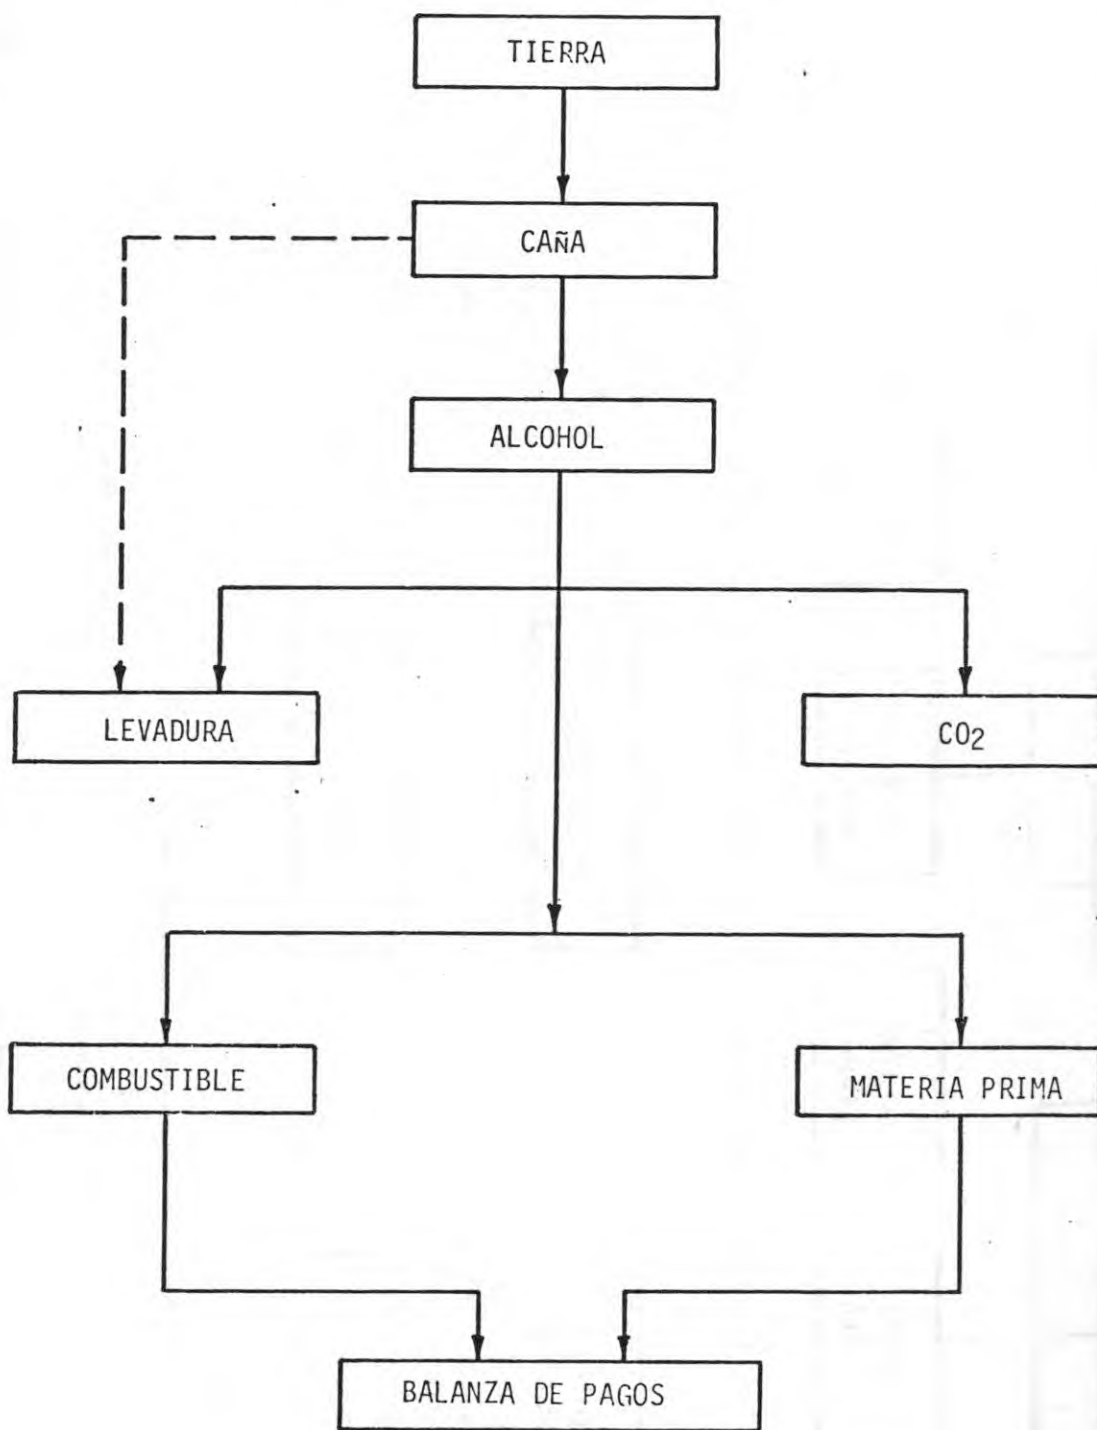 TIERRA
CAÑA
ALCOHOL
LEVADURA
CO2
COMBUSTIBLE
MATERIA PRIMA
BALANZA DE PAGOS